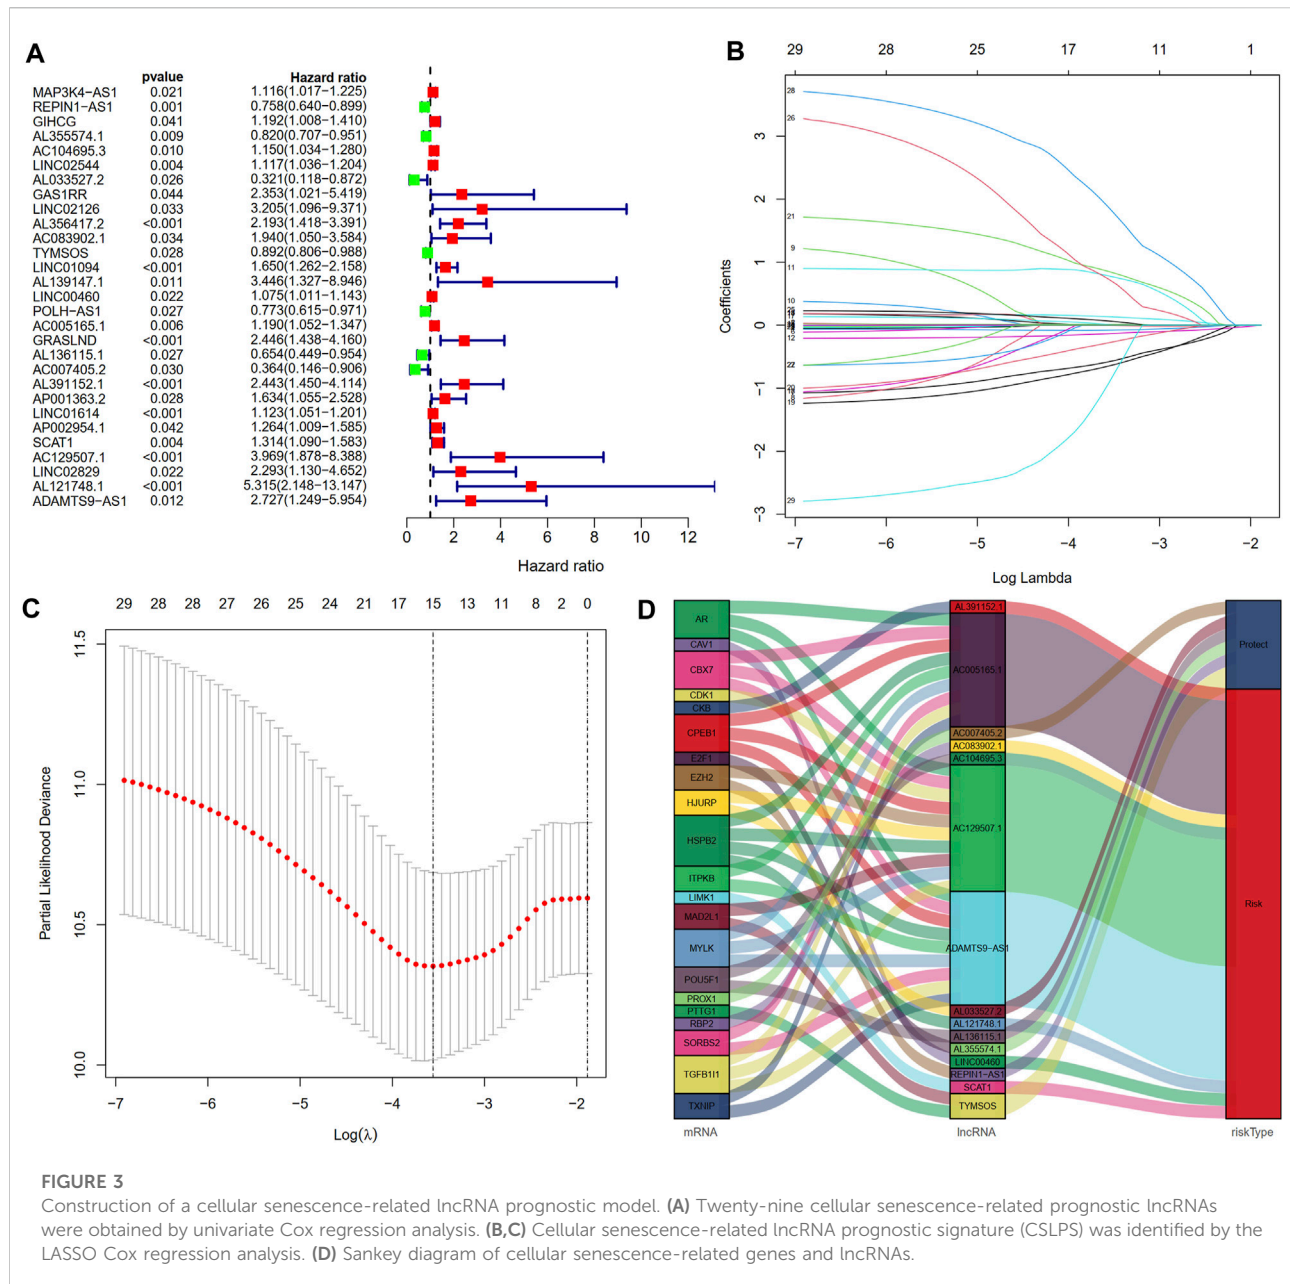 A
pvalue Hazard ratio
MAP3K4−AS1 0.021 1.116(1.017−1.225)
REPIN1−AS1 0.001 0.758(0.640−0.899)
GIHCG 0.041 1.192(1.008−1.410)
AL355574.1 0.009 0.820(0.707−0.951)
AC104695.3 0.010 1.150(1.034−1.280)
LINC02544 0.004 1.117(1.036−1.204)
AL033527.2 0.026 0.321(0.118−0.872)
GAS1RR 0.044 2.353(1.021−5.419)
LINC02126 0.033 3.205(1.096−9.371)
AL356417.2 <0.001 2.193(1.418−3.391)
AC083902.1 0.034 1.940(1.050−3.584)
TYMSOS 0.028 0.892(0.806−0.988)
LINC01094 <0.001 1.650(1.262−2.158)
AL139147.1 0.011 3.446(1.327−8.946)
LINC00460 0.022 1.075(1.011−1.143)
POLH−AS1 0.027 0.773(0.615−0.971)
AC005165.1 0.006 1.190(1.052−1.347)
GRASLND <0.001 2.446(1.438−4.160)
AL136115.1 0.027 0.654(0.449−0.954)
AC007405.2 0.030 0.364(0.146−0.906)
AL391152.1 <0.001 2.443(1.450−4.114)
AP001363.2 0.028 1.634(1.055−2.528)
LINC01614 <0.001 1.123(1.051−1.201)
AP002954.1 0.042 1.264(1.009−1.585)
SCAT1 0.004 1.314(1.090−1.583)
AC129507.1 <0.001 3.969(1.878−8.388)
LINC02829 0.022 2.293(1.130−4.652)
AL121748.1 <0.001 5.315(2.148−13.147)
ADAMTS9−AS1 0.012 2.727(1.249−5.954)
0 2 4 6 8 10 12
Hazard ratio
B
29 28 25 17 11 1
3
2
1
0
−1
−2
−3
Coefficients
28
26
21
9
11
10
12
20
8
19
29
−7 −6 −5 −4 −3 −2
Log Lambda
C
29 28 28 27 26 25 24 21 17 15 13 11 8 2 0
11.5
11.0
10.5
10.0
Partial Likelihood Deviance
−7 −6 −5 −4 −3 −2
Log(λ)
D
AR
CAV1
CBX7
CDK1
CKB
CPEB1
E2F1
EZH2
HJURP
HSPB2
ITPKB
LIMK1
MAD2L1
MYLK
POU5F1
PROX1
PTTG1
RBP2
SORBS2
TGFB1I1
TXNIP
mRNA
AL391152.1
AC005165.1
AC007405.2
AC083902.1
AC104695.3
AC129507.1
ADAMTS9−AS1
AL033527.2
AL121748.1
AL136115.1
AL355574.1
LINC00460
REPIN1−AS1
SCAT1
TYMSOS
lncRNA
Protect
Risk
riskType
FIGURE 3
Construction of a cellular senescence-related lncRNA prognostic model. (A) Twenty-nine cellular senescence-related prognostic lncRNAs
were obtained by univariate Cox regression analysis. (B,C) Cellular senescence-related lncRNA prognostic signature (CSLPS) was identified by the
LASSO Cox regression analysis. (D) Sankey diagram of cellular senescence-related genes and lncRNAs.